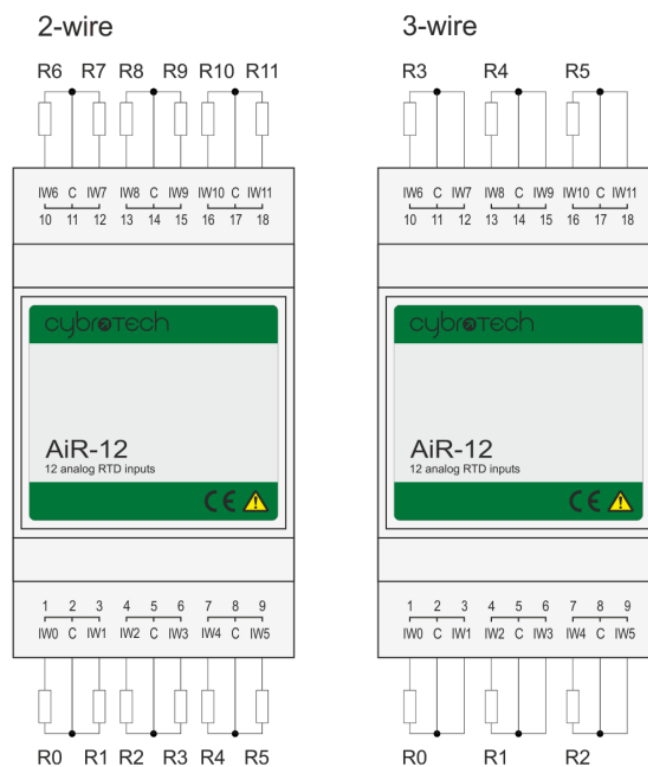 2-wire
R6 R7 R8 R9 R10 R11
IW6 C IW7 IW8 C IW9 IW10 C IW11
10 11 12 13 14 15 16 17 18
cybrotech
AiR-12
12 analog RTD inputs
CE
1 2 3 4 5 6 7 8 9
IW0 C IW1 IW2 C IW3 IW4 C IW5
R0 R1 R2 R3 R4 R5
3-wire
R3 R4 R5
IW6 C IW7 IW8 C IW9 IW10 C IW11
10 11 12 13 14 15 16 17 18
cybrotech
AiR-12
12 analog RTD inputs
CE
1 2 3 4 5 6 7 8 9
IW0 C IW1 IW2 C IW3 IW4 C IW5
R0 R1 R2